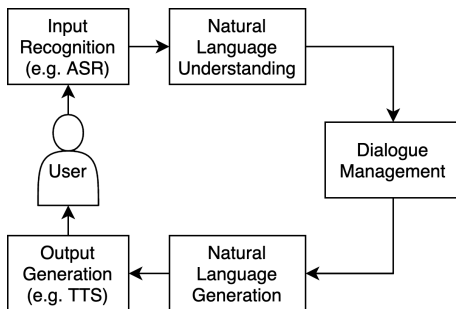 Input
Recognition
(e.g. ASR)
Natural
Language
Understanding
Dialogue
Management
User
Output
Generation
(e.g. TTS)
Natural
Language
Generation